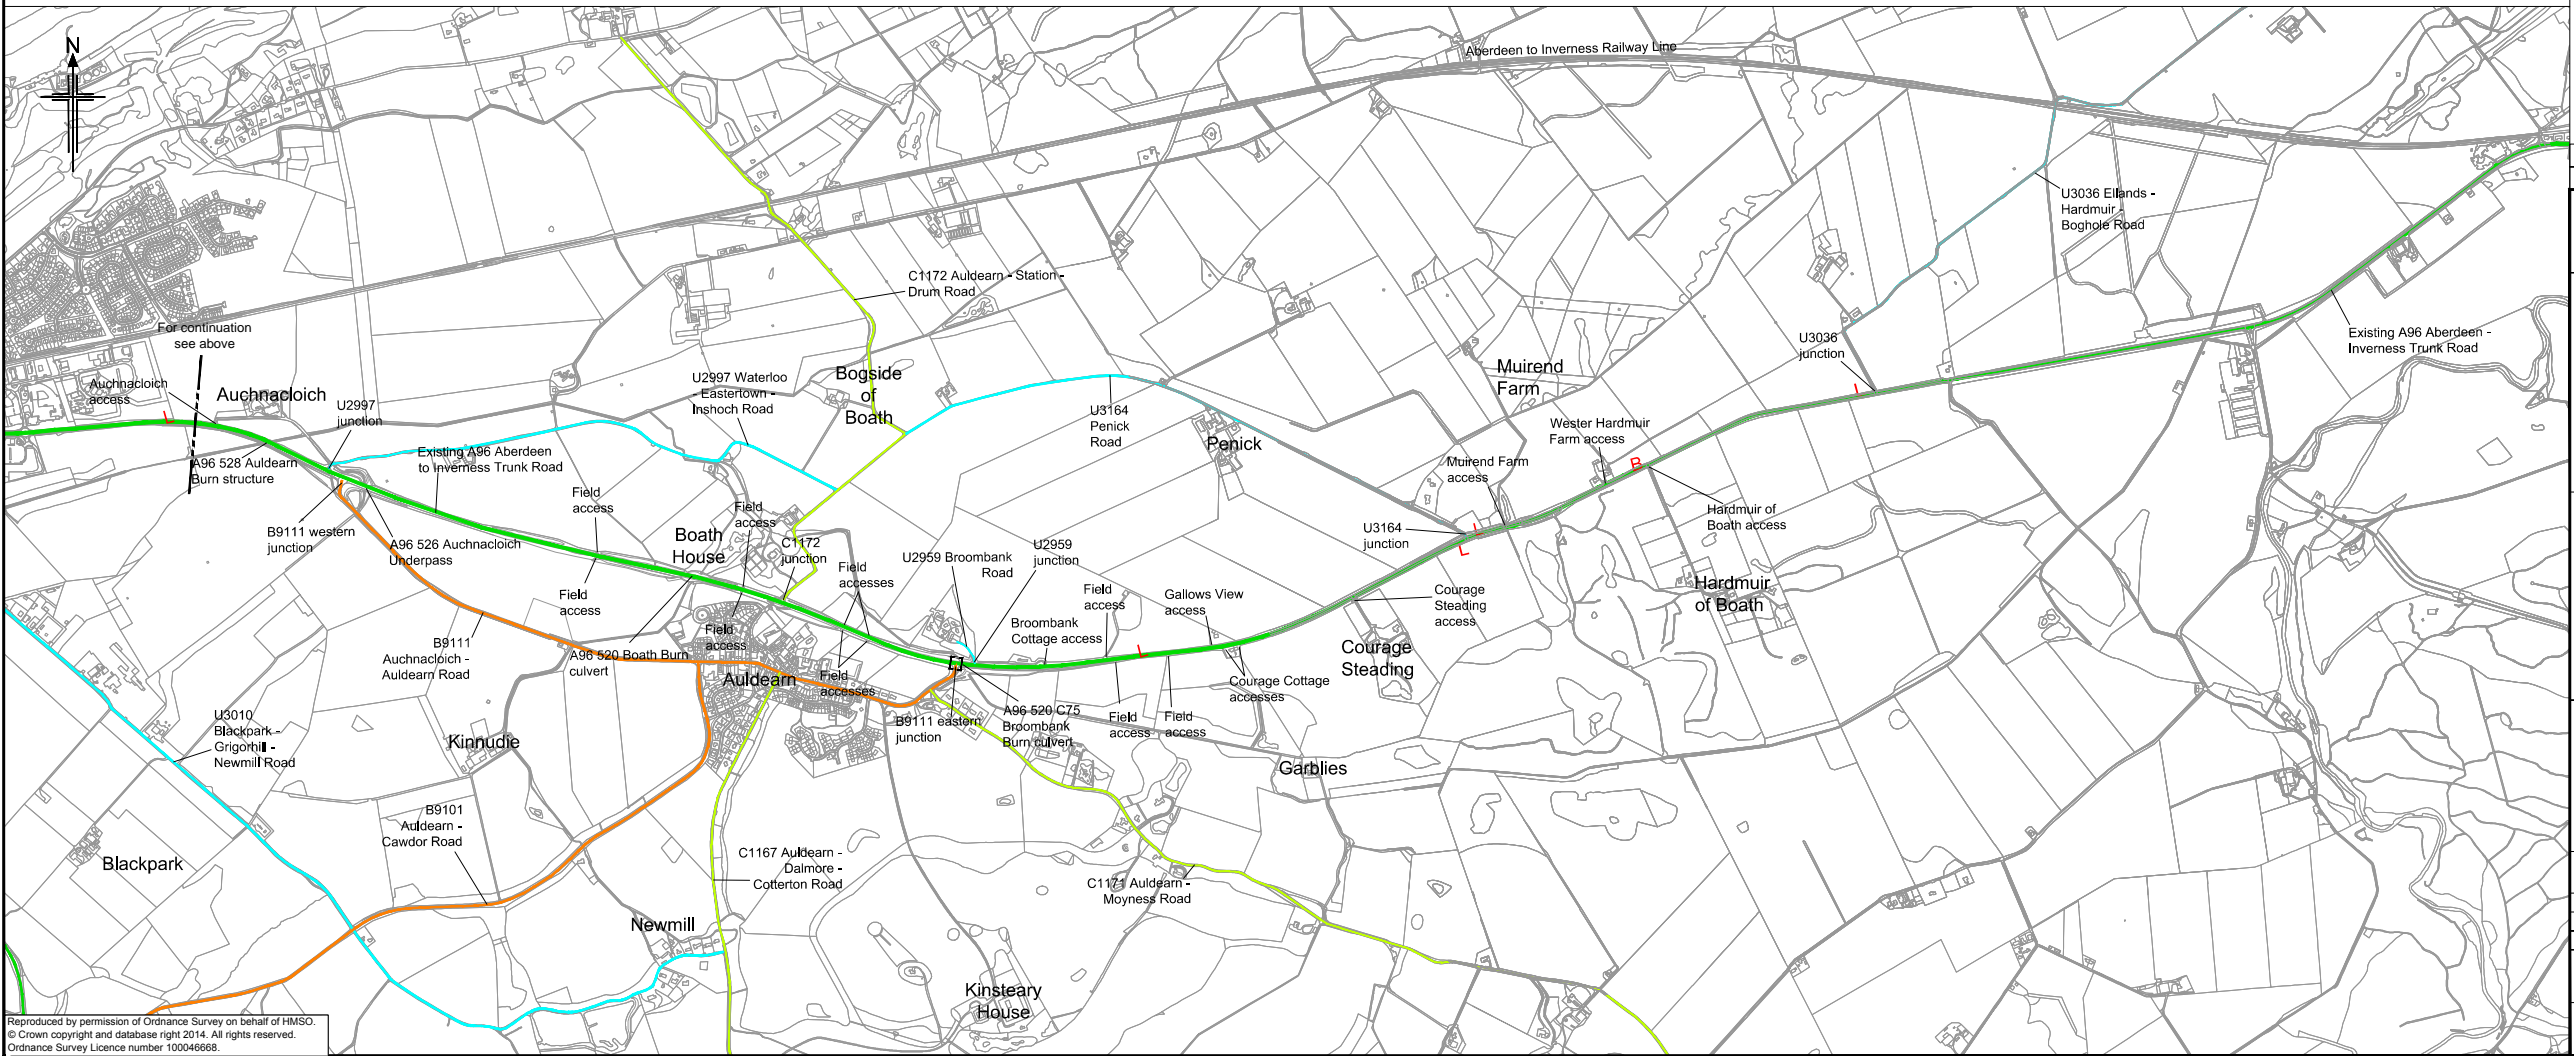 N
Aberdeen to Inverness Railway Line
U3036 Ellands -
Hardmuir -
Boghole Road
C1172 Auldearn - Station -
Drum Road
For continuation
see above
Existing A96 Aberdeen -
Inverness Trunk Road
U3036
junction
Muirend
Farm
Bogside
of
Boath
U2997 Waterloo
- Eastertown -
Inshoch Road
Auchnacloich
access
Auchnacloich
L
U2997
junction
U3164
Penick
Road
L
Penick
Wester Hardmuir
Farm access
B
Muirend Farm
access
A96 528 Auldearn
Burn structure
Existing A96 Aberdeen
to Inverness Trunk Road
Field
access
Field
access
Hardmuir of
Boath access
B9111 western
junction
A96 526 Auchnacloich
Underpass
Boath
House
C1172
junction
U2959 Broombank
Road
U2959
junction
U3164
junction
L
L
Field
accesses
Field
access
Field
access
Gallows View
access
Courage
Steading
access
Hardmuir
of Boath
Broombank
Cottage access
Field
access
B9111
Auchnacloich -
Auldearn Road
A96 520 Boath Burn
culvert
L
Courage
Steading
Auldearn
Field
accesses
Courage Cottage
accesses
U3010
Blackpark -
Grigorhill -
Newmill Road
Kinnudie
B9111 eastern
junction
A96 520 C75
Broombank
Burn culvert
Field
access
Field
access
Garblies
B9101
Auldearn -
Cawdor Road
Blackpark
C1167 Auldearn -
Dalmore -
Cotterton Road
C1171 Auldearn -
Moyness Road
Newmill
Kinsteary
House
Reproduced by permission of Ordnance Survey on behalf of HMSO.
© Crown copyright and database right 2014. All rights reserved.
Ordnance Survey Licence number 100046668.